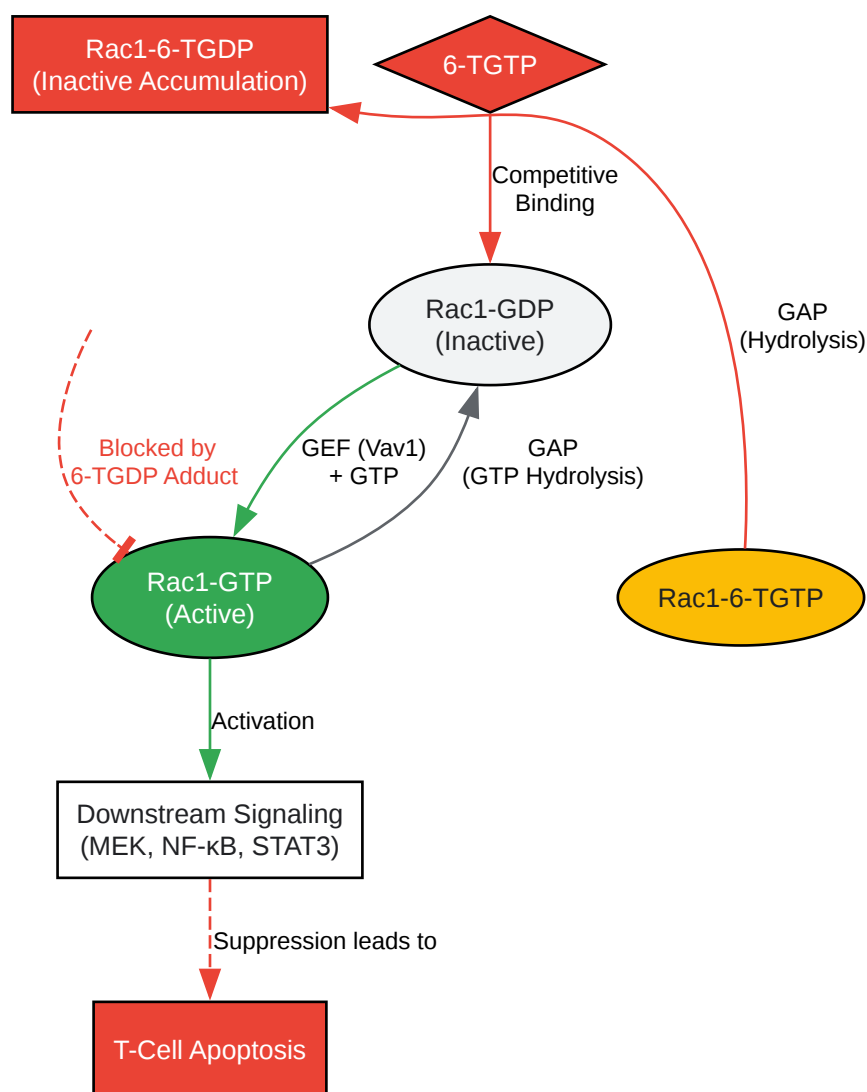 Rac1-6-TGDP
(Inactive Accumulation)
6-TGTP
Competitive
Binding
Rac1-GDP
(Inactive)
GAP
(Hydrolysis)
Blocked by
6-TGDP Adduct
GEF (Vav1)
+ GTP
GAP
(GTP Hydrolysis)
Rac1-GTP
(Active)
Rac1-6-TGTP
Activation
Downstream Signaling
(MEK, NF-κB, STAT3)
Suppression leads to
T-Cell Apoptosis